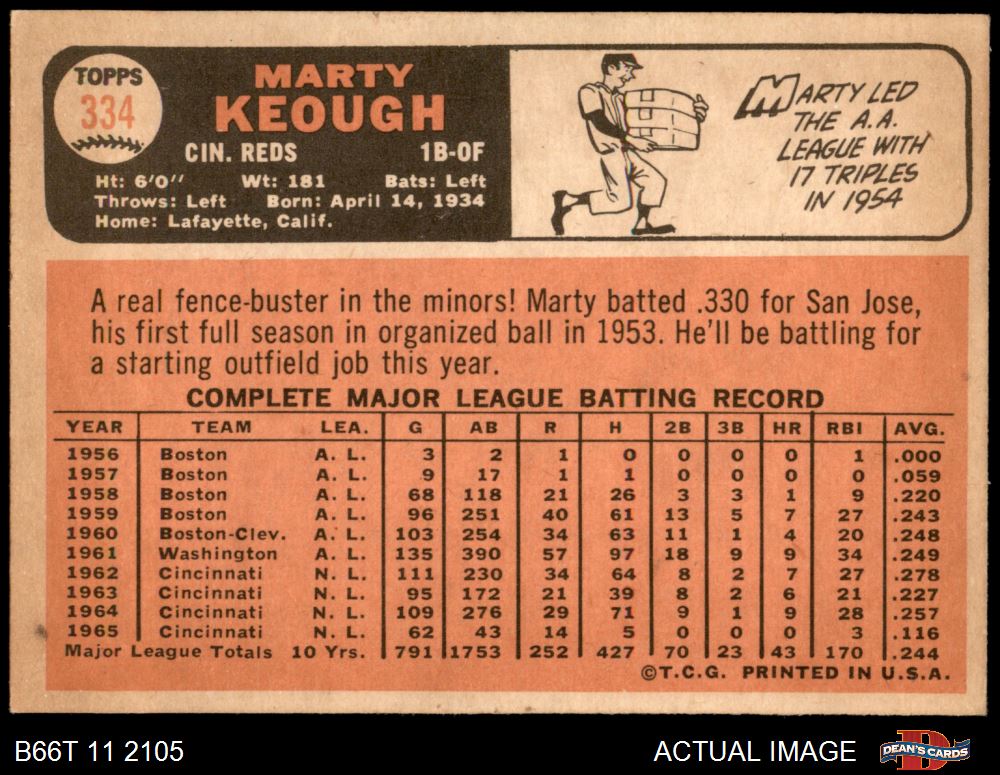 TOPPS
334
MARTY
KEOUGH
CIN. REDS 1B-OF
Ht: 6'0" Wt: 181 Bats: Left
Throws: Left Born: April 14, 1934
Home: Lafayette, Calif.
MARTY LED
THE A.A.
LEAGUE WITH
17 TRIPLES
IN 1954
A real fence-buster in the minors! Marty batted .330 for San Jose,
his first full season in organized ball in 1953. He'll be battling for
a starting outfield job this year.
COMPLETE MAJOR LEAGUE BATTING RECORD
YEAR TEAM LEA. G AB R H 2B 3B HR RBI AVG.
1956 Boston A. L. 3 2 1 0 0 0 0 1 .000
1957 Boston A. L. 9 17 1 1 0 0 0 0 .059
1958 Boston A. L. 68 118 21 26 3 3 1 9 .220
1959 Boston A. L. 96 251 40 61 13 5 7 27 .243
1960 Boston-Clev. A. L. 103 254 34 63 11 1 4 20 .248
1961 Washington A. L. 135 390 57 97 18 9 9 34 .249
1962 Cincinnati N. L. 111 230 34 64 8 2 7 27 .278
1963 Cincinnati N. L. 95 172 21 39 8 2 6 21 .227
1964 Cincinnati N. L. 109 276 29 71 9 1 9 28 .257
1965 Cincinnati N. L. 62 43 14 5 0 0 0 3 .116
Major League Totals 10 Yrs. 791 1753 252 427 70 23 43 170 .244
©T.C.G. PRINTED IN U.S.A.
B66T 11 2105 ACTUAL IMAGE DEAN'S CARDS